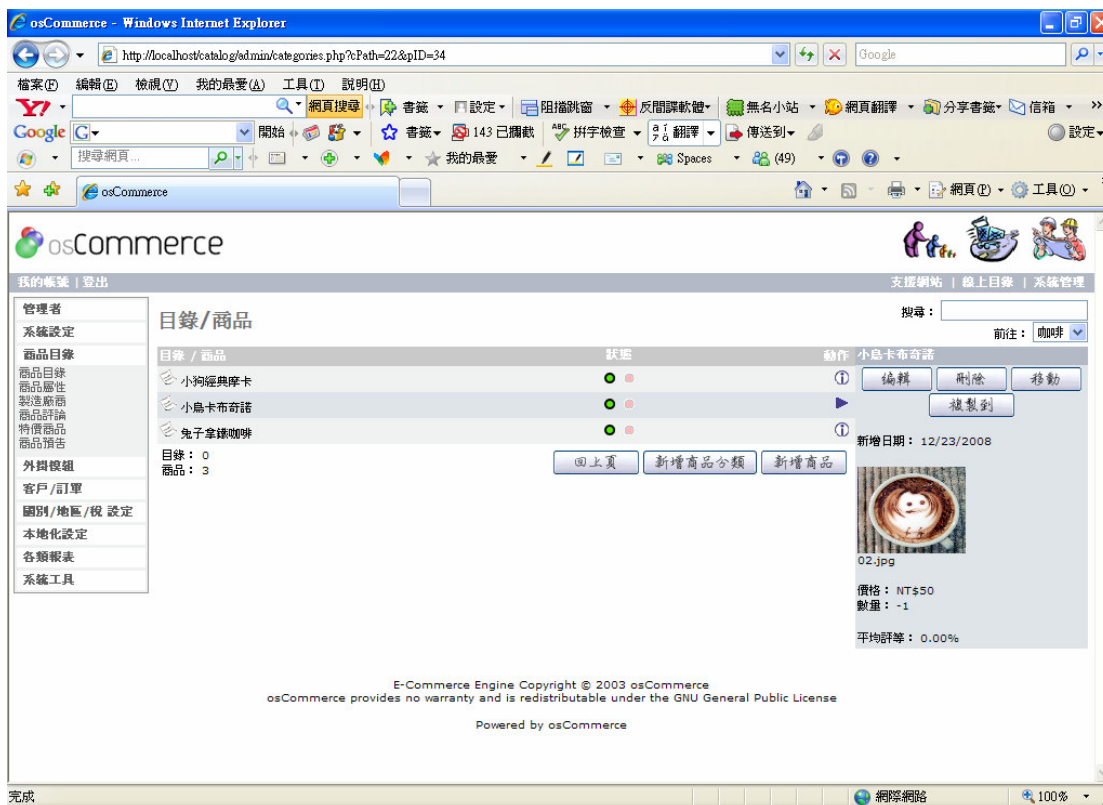 osCommerce - Windows Internet Explorer
http://localhost/catalog/admin/categories.php?cPath=22&pID=34
Google
檔案(F) 編輯(E) 檢視(V) 我的最愛(A) 工具(T) 說明(H)
Y! 網頁搜尋 書籤 設定 阻擋跳窗 反間諜軟體 無名小站 網頁翻譯 分享書籤 信箱 »
Google G 開始 書籤 143 已攔截 ABC 拼字檢查 翻譯 傳送到 設定
搜尋網頁... 我的最愛 Spaces (49)
osCommerce 網頁(P) 工具(O)
osCommerce
我的帳號 | 登出 支援網站 | 線上目錄 | 系統管理
管理者
系統設定
商品目錄
商品目錄
商品屬性
製造廠商
商品評論
特價商品
商品預告
外掛模組
客戶/訂單
國別/地區/稅 設定
本地化設定
各類報表
系統工具
目錄/商品
搜尋：
前往： 咖啡
目錄 / 商品 狀態 動作
小狗經典摩卡
小鳥卡布奇諾
兔子拿鐵咖啡
目錄： 0
商品： 3
回上頁 新增商品分類 新增商品
小鳥卡布奇諾
編輯 刪除 移動
複製到
新增日期： 12/23/2008
02.jpg
價格： NT$50
數量： -1
平均評等： 0.00%
E-Commerce Engine Copyright © 2003 osCommerce
osCommerce provides no warranty and is redistributable under the GNU General Public License
Powered by osCommerce
完成 網際網路 100%